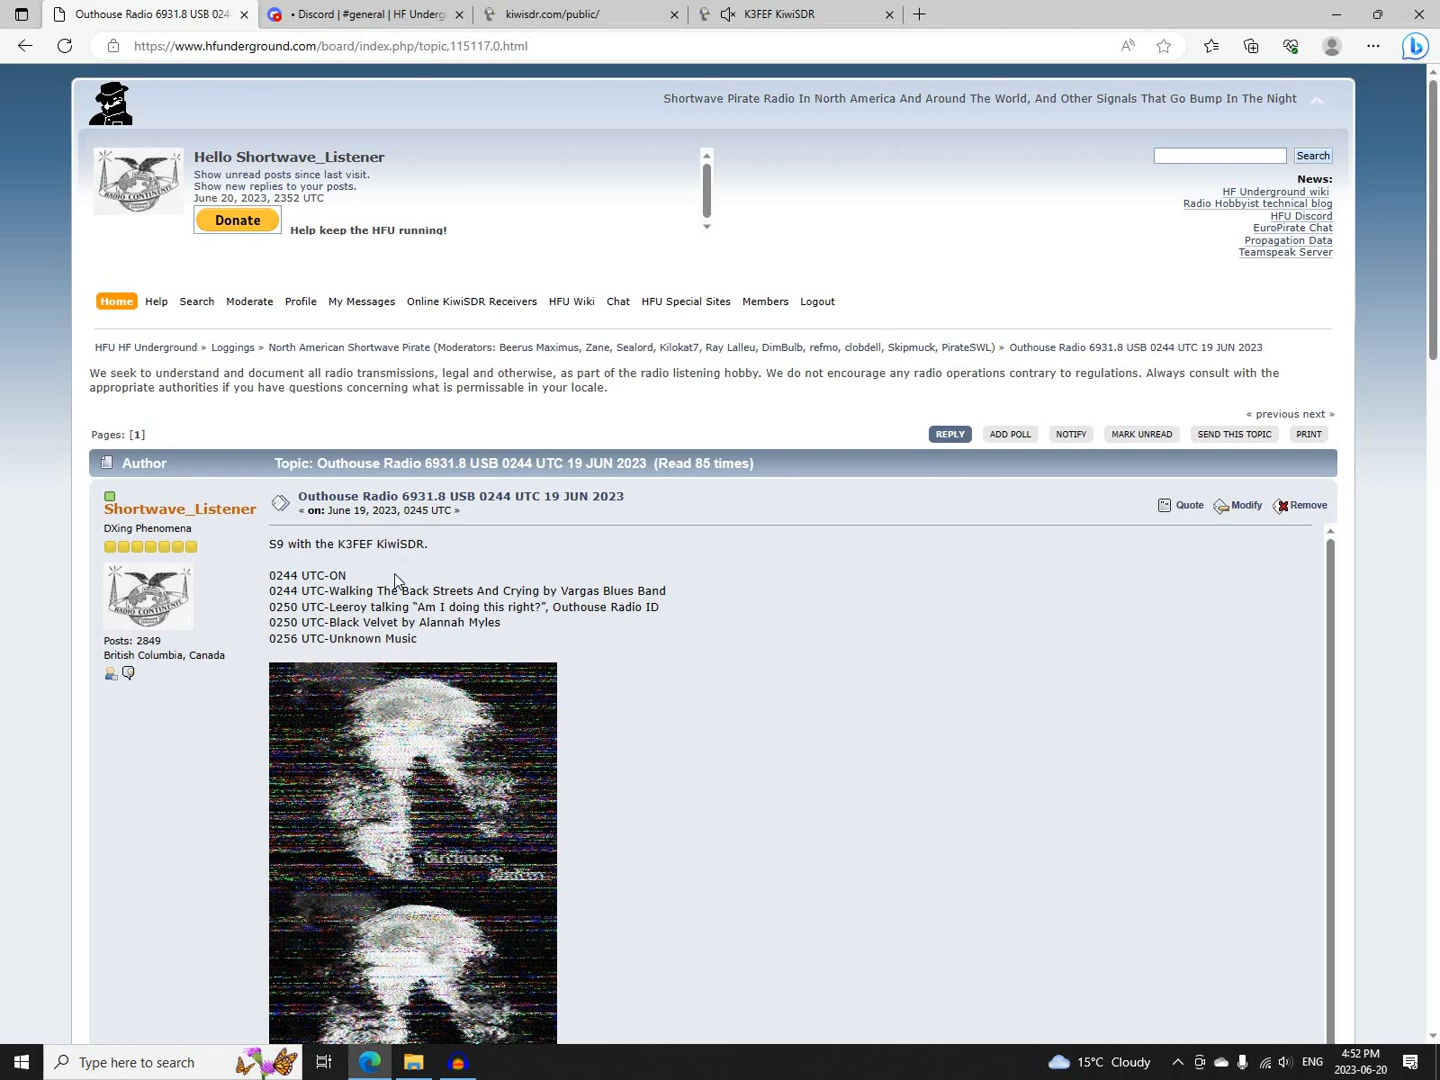 Outhouse Radio 6931.8 USB 024
• Discord | #general | HF Underg
kiwisdr.com/public/
K3FEF KiwiSDR
https://www.hfunderground.com/board/index.php/topic,115117.0.html
Shortwave Pirate Radio In North America And Around The World, And Other Signals That Go Bump In The Night
RADIO CONTINENTE
Hello Shortwave_Listener
Show unread posts since last visit.
Show new replies to your posts.
June 20, 2023, 2352 UTC
Donate
Help keep the HFU running!
Search
News:
HF Underground wiki
Radio Hobbyist technical blog
HFU Discord
EuroPirate Chat
Propagation Data
Teamspeak Server
Home Help Search Moderate Profile My Messages Online KiwiSDR Receivers HFU Wiki Chat HFU Special Sites Members Logout
HFU HF Underground » Loggings » North American Shortwave Pirate (Moderators: Beerus Maximus, Zane, Sealord, Kilokat7, Ray Lalleu, DimBulb, refmo, clobdell, Skipmuck, PirateSWL) » Outhouse Radio 6931.8 USB 0244 UTC 19 JUN 2023
We seek to understand and document all radio transmissions, legal and otherwise, as part of the radio listening hobby. We do not encourage any radio operations contrary to regulations. Always consult with the
appropriate authorities if you have questions concerning what is permissable in your locale.
« previous next »
Pages: [1]
REPLY ADD POLL NOTIFY MARK UNREAD SEND THIS TOPIC PRINT
Author Topic: Outhouse Radio 6931.8 USB 0244 UTC 19 JUN 2023 (Read 85 times)
Shortwave_Listener
DXing Phenomena
RADIO CONTINENTE
Posts: 2849
British Columbia, Canada
Outhouse Radio 6931.8 USB 0244 UTC 19 JUN 2023
« on: June 19, 2023, 0245 UTC »
Quote Modify Remove
S9 with the K3FEF KiwiSDR.
0244 UTC-ON
0244 UTC-Walking The Back Streets And Crying by Vargas Blues Band
0250 UTC-Leeroy talking “Am I doing this right?”, Outhouse Radio ID
0250 UTC-Black Velvet by Alannah Myles
0256 UTC-Unknown Music
outhouse
Type here to search
15°C Cloudy
ENG
4:52 PM
2023-06-20